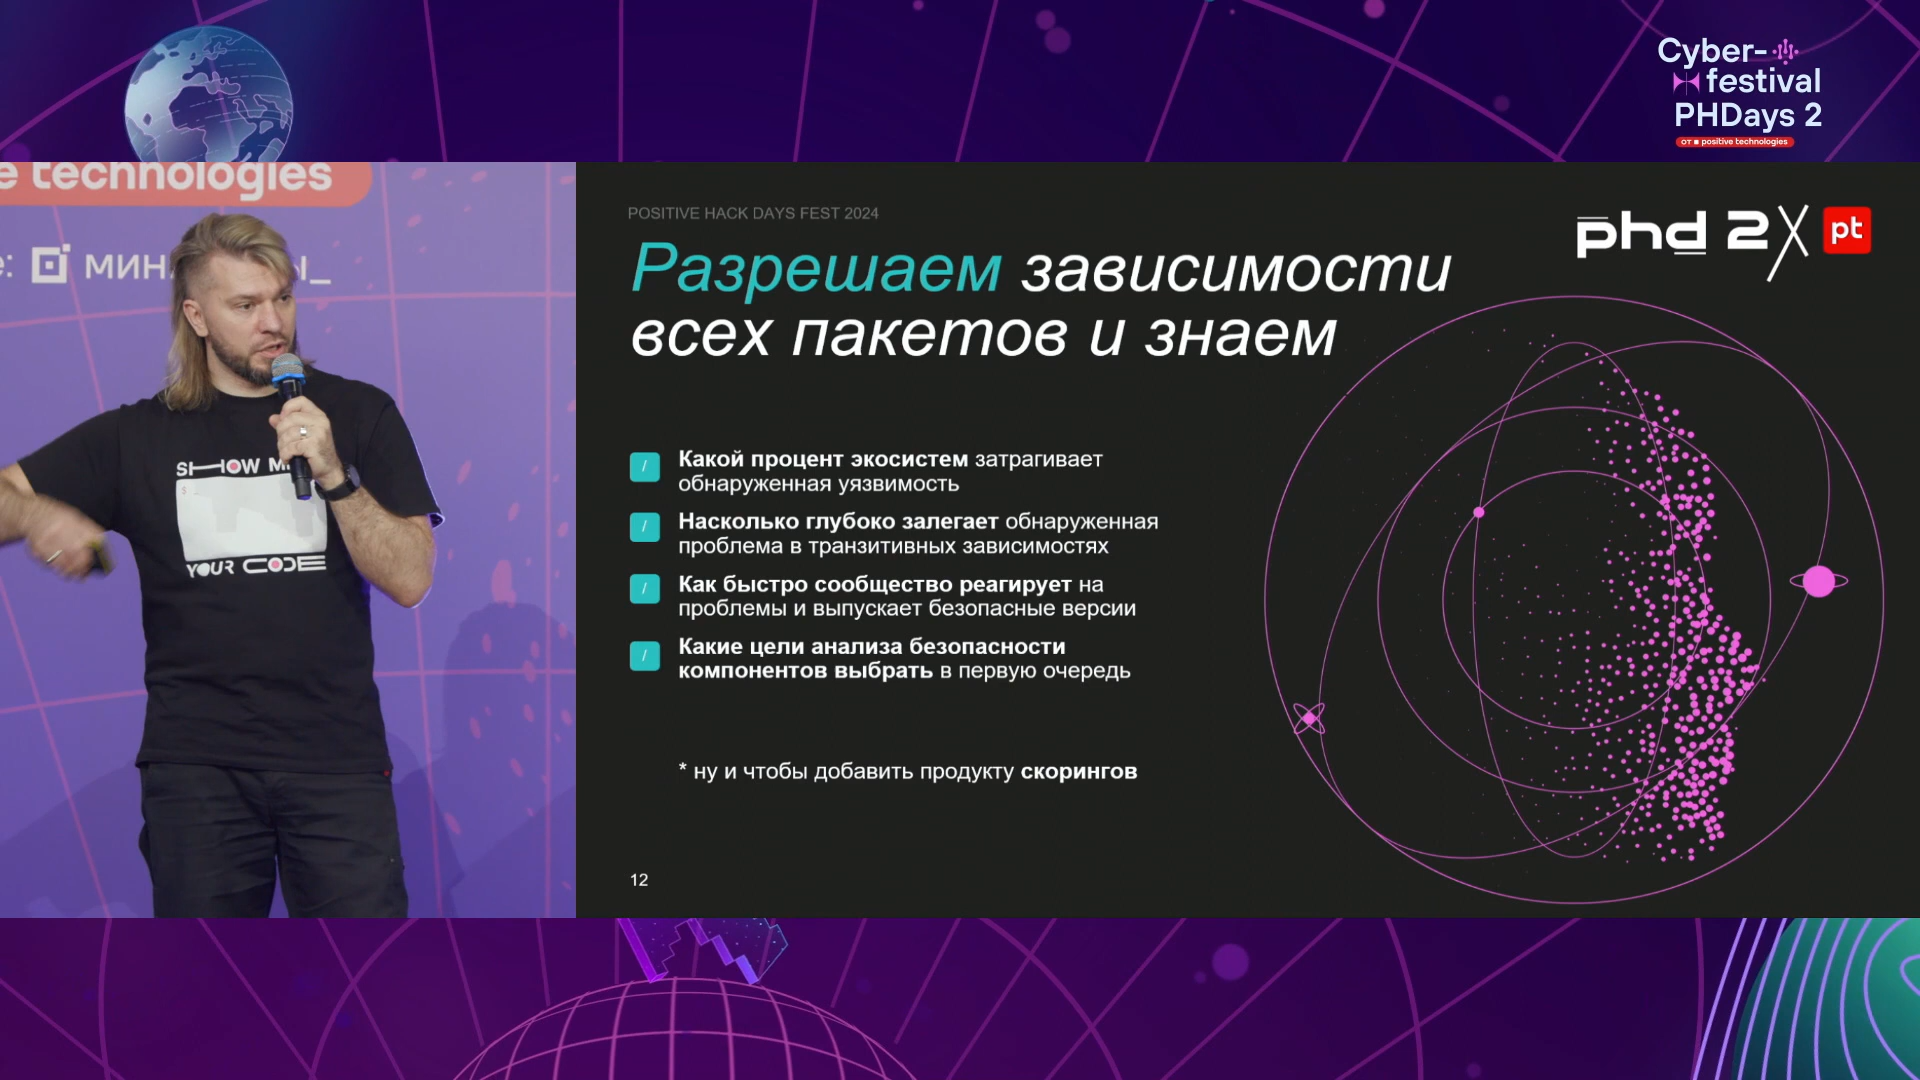 Cyber-
festival
PHDays 2
от positive technologies
e technologies
POSITIVE HACK DAYS FEST 2024
phd 2
pt
Разрешаем зависимости
всех пакетов и знаем
SHOW
YOUR CODE
/ Какой процент экосистем затрагивает
обнаруженная уязвимость
/ Насколько глубоко залегает обнаруженная
проблема в транзитивных зависимостях
/ Как быстро сообщество реагирует на
проблемы и выпускает безопасные версии
/ Какие цели анализа безопасности
компонентов выбрать в первую очередь
* ну и чтобы добавить продукту скорингов
12